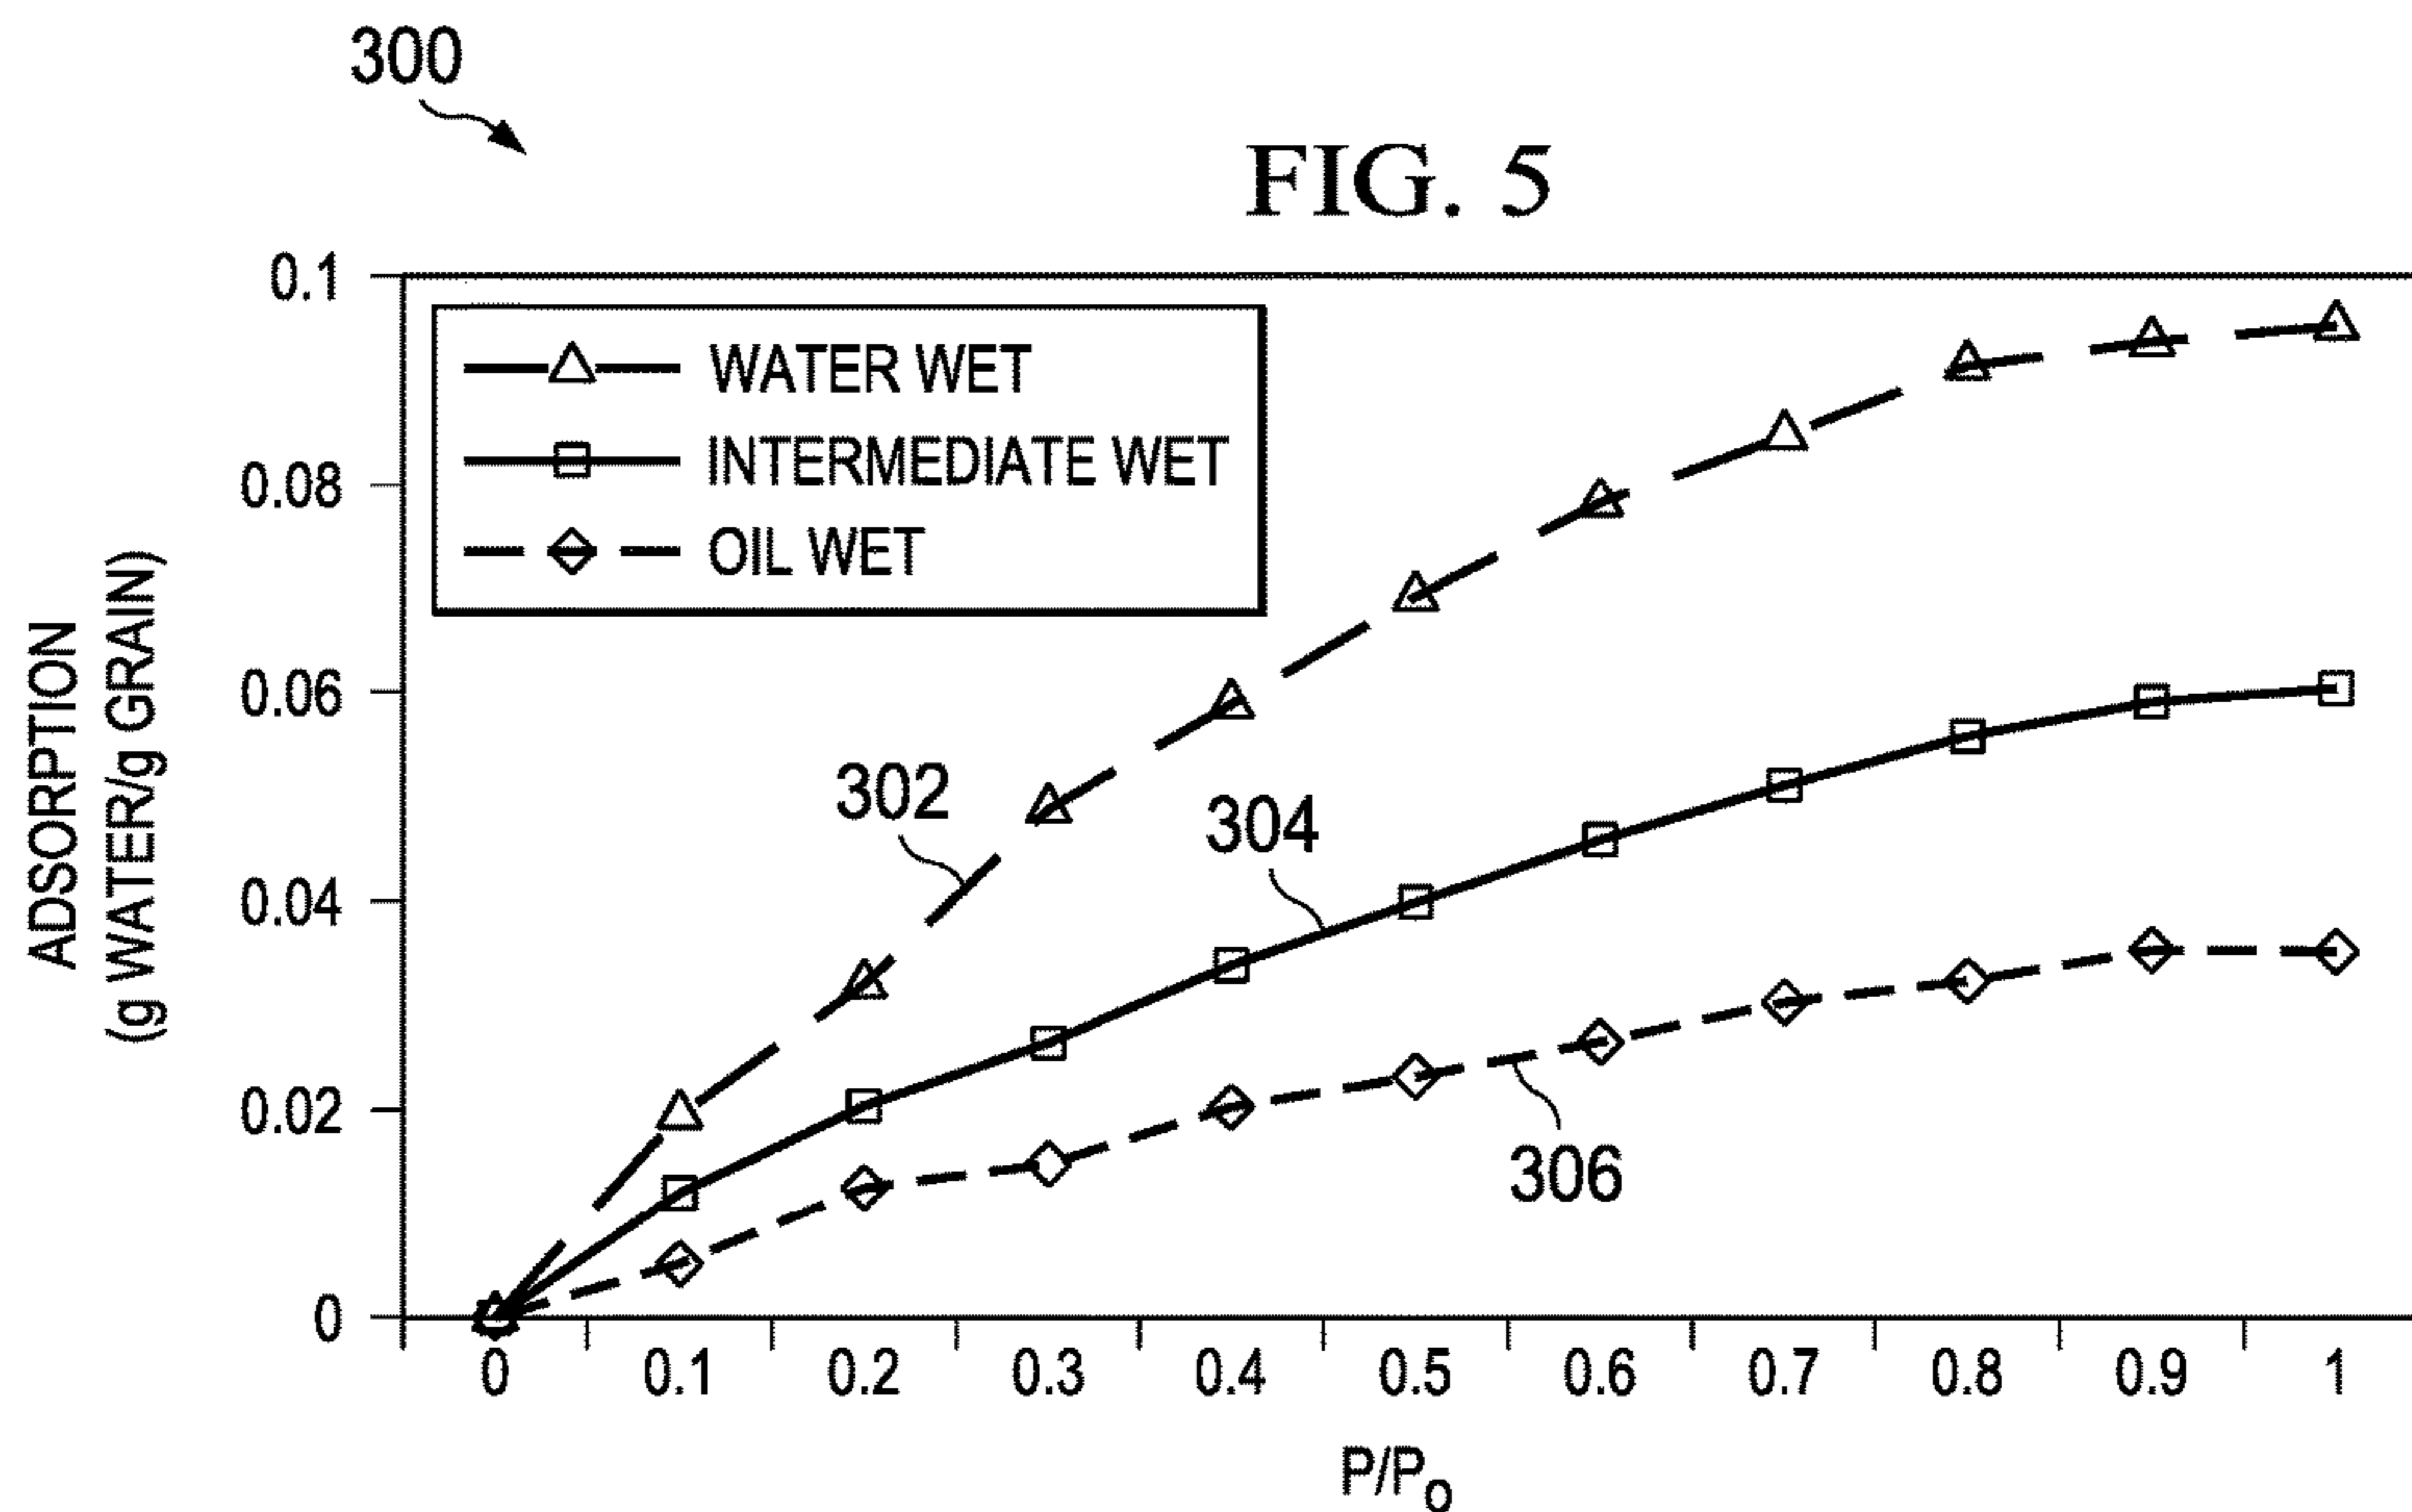 300
FIG. 5
WATER WET
INTERMEDIATE WET
OIL WET
ADSORPTION
(g WATER/g GRAIN)
0.1
0.08
0.06
0.04
0.02
0
302
304
306
0 0.1 0.2 0.3 0.4 0.5 0.6 0.7 0.8 0.9 1
P/Po